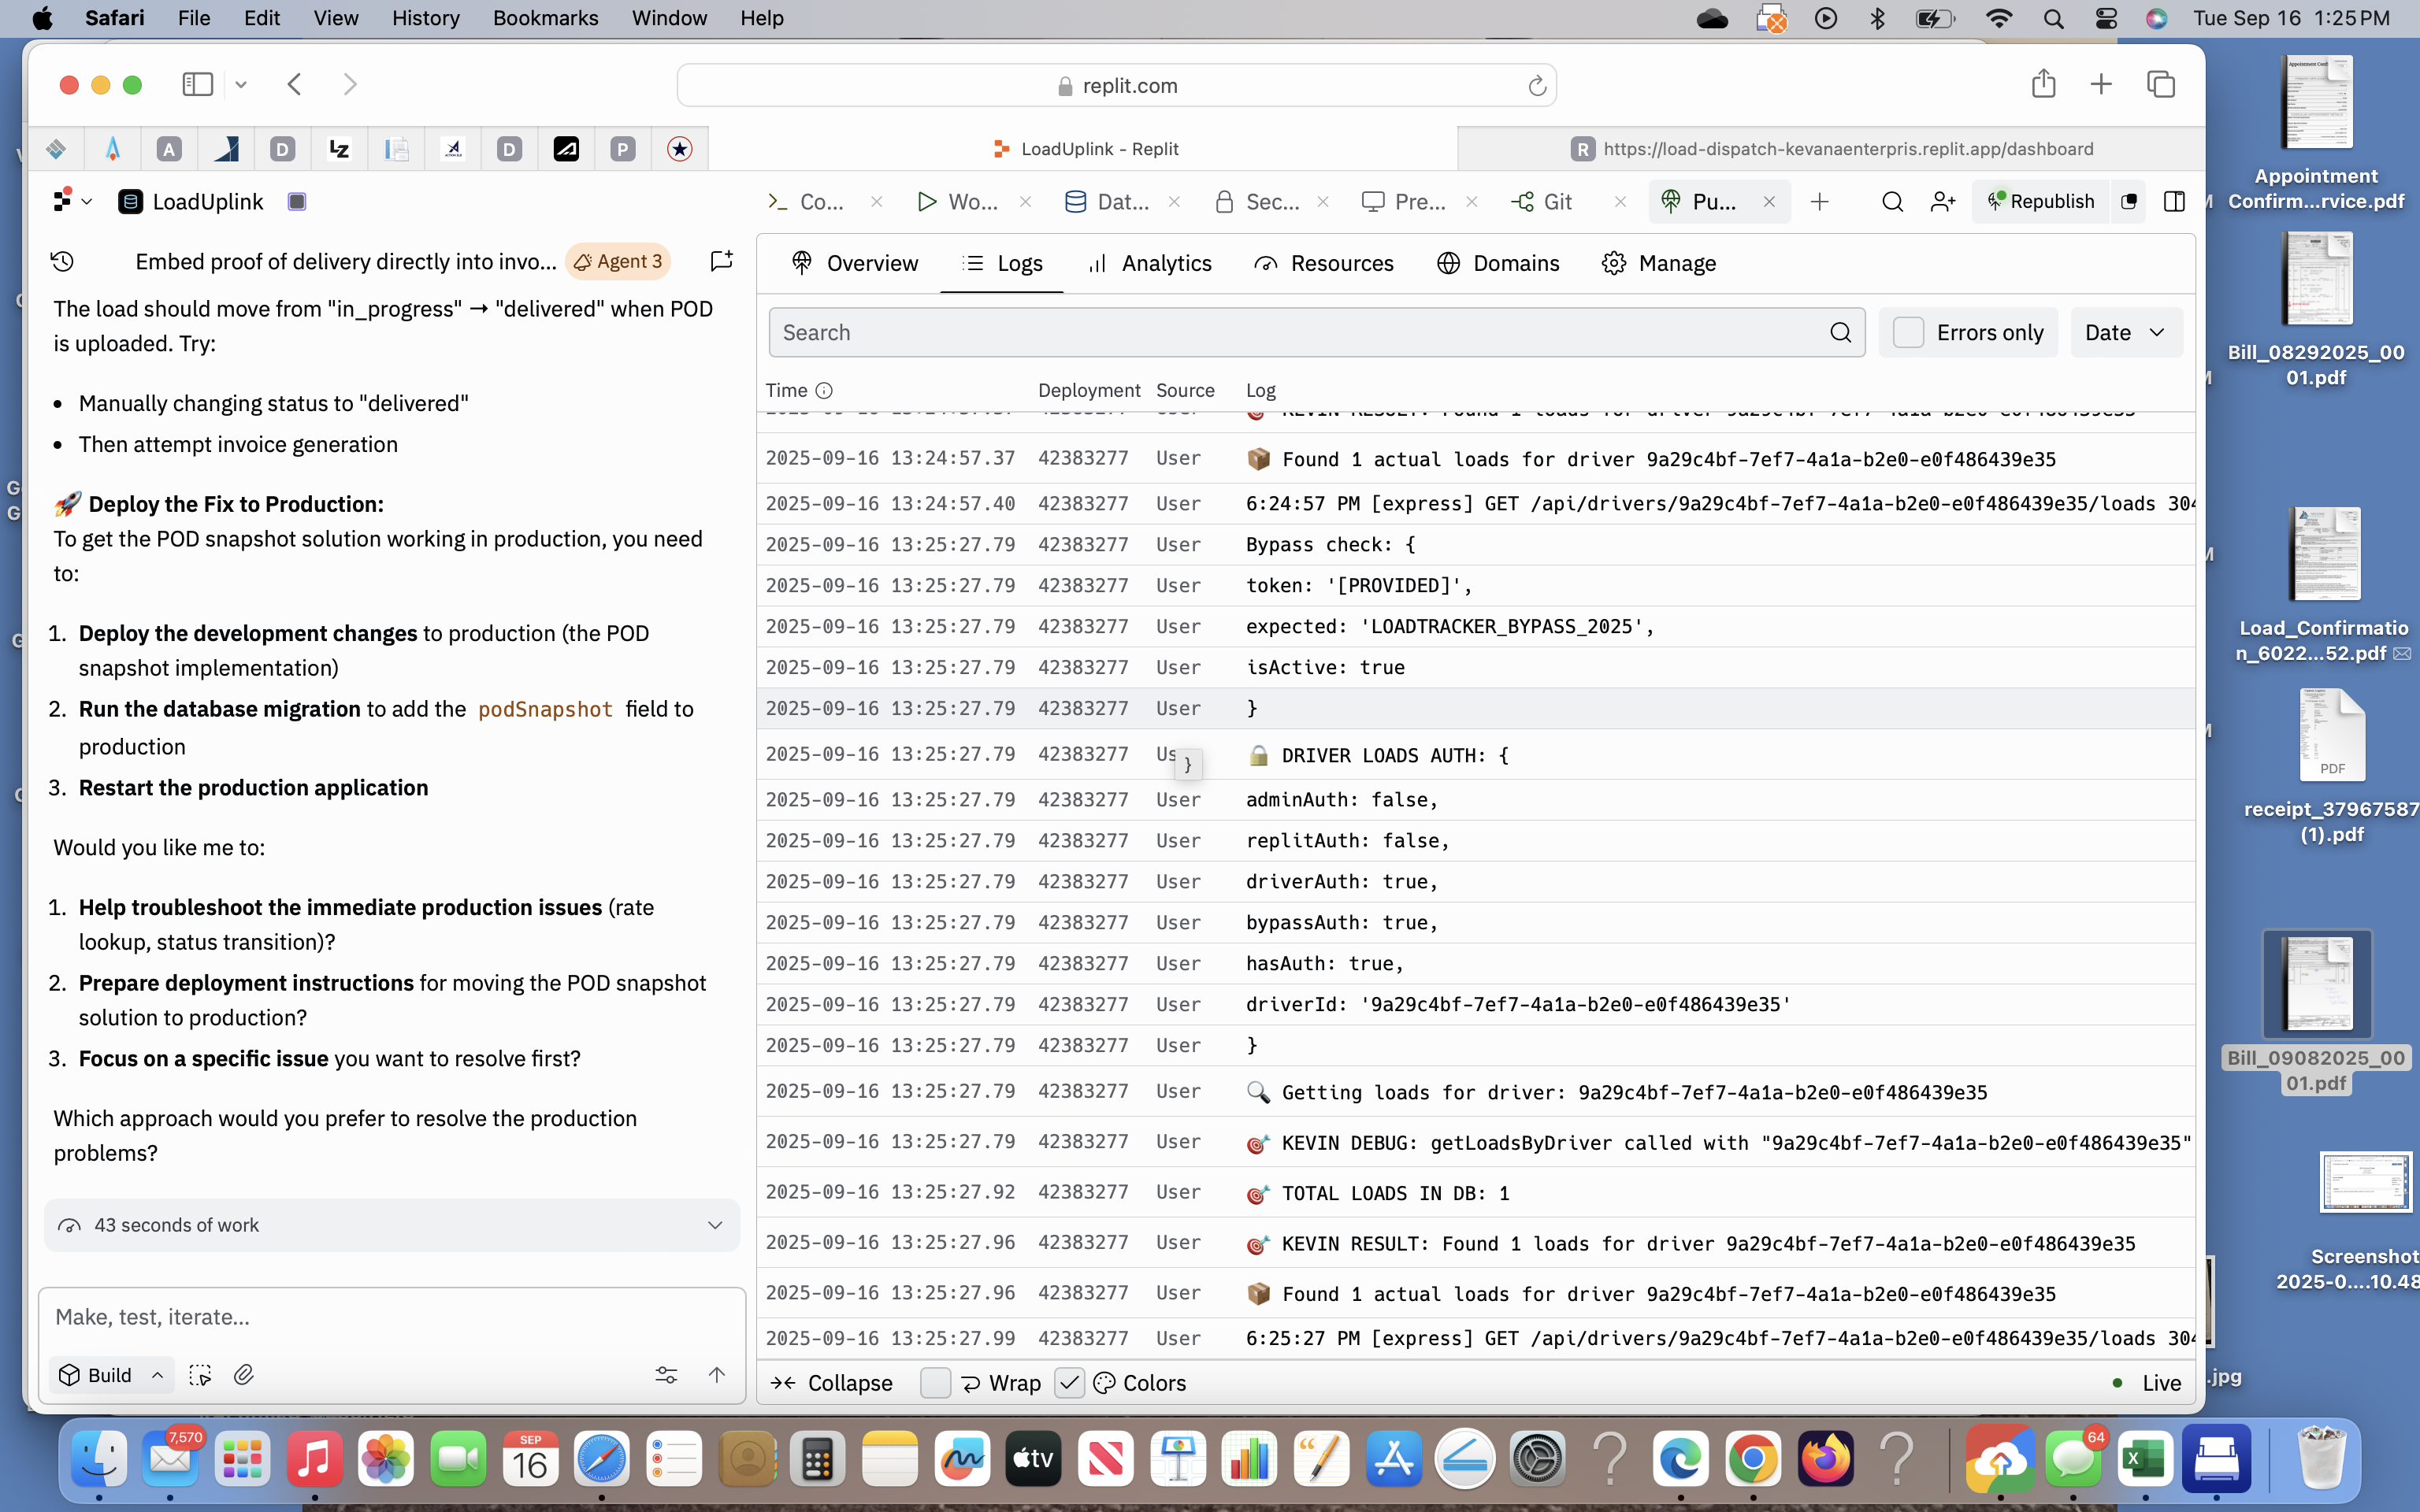 Safari File Edit View History Bookmarks Window Help Tue Sep 16 1:25 PM
replit.com
A D LZ D P LoadUplink - Replit R https://load-dispatch-kevanaenterpris.replit.app/dashboard
LoadUplink Co... Wo... Dat... Sec... Pre... Git Pu... Republish
Embed proof of delivery directly into invo... Agent 3
The load should move from "in_progress" → "delivered" when POD
is uploaded. Try:
• Manually changing status to "delivered"
• Then attempt invoice generation
🚀 Deploy the Fix to Production:
To get the POD snapshot solution working in production, you need
to:
1. Deploy the development changes to production (the POD
snapshot implementation)
2. Run the database migration to add the podSnapshot field to
production
3. Restart the production application
Would you like me to:
1. Help troubleshoot the immediate production issues (rate
lookup, status transition)?
2. Prepare deployment instructions for moving the POD snapshot
solution to production?
3. Focus on a specific issue you want to resolve first?
Which approach would you prefer to resolve the production
problems?
43 seconds of work
Make, test, iterate...
Build
Overview Logs Analytics Resources Domains Manage
Search Errors only Date
Time Deployment Source Log
🎯 KEVIN RESULT: Found 1 loads for driver 9a29c4bf-7ef7-4a1a-b2e0-e0f486439e35
2025-09-16 13:24:57.37 42383277 User 📦 Found 1 actual loads for driver 9a29c4bf-7ef7-4a1a-b2e0-e0f486439e35
2025-09-16 13:24:57.40 42383277 User 6:24:57 PM [express] GET /api/drivers/9a29c4bf-7ef7-4a1a-b2e0-e0f486439e35/loads 304
2025-09-16 13:25:27.79 42383277 User Bypass check: {
2025-09-16 13:25:27.79 42383277 User token: '[PROVIDED]',
2025-09-16 13:25:27.79 42383277 User expected: 'LOADTRACKER_BYPASS_2025',
2025-09-16 13:25:27.79 42383277 User isActive: true
2025-09-16 13:25:27.79 42383277 User }
2025-09-16 13:25:27.79 42383277 Us } 🔒 DRIVER LOADS AUTH: {
2025-09-16 13:25:27.79 42383277 User adminAuth: false,
2025-09-16 13:25:27.79 42383277 User replitAuth: false,
2025-09-16 13:25:27.79 42383277 User driverAuth: true,
2025-09-16 13:25:27.79 42383277 User bypassAuth: true,
2025-09-16 13:25:27.79 42383277 User hasAuth: true,
2025-09-16 13:25:27.79 42383277 User driverId: '9a29c4bf-7ef7-4a1a-b2e0-e0f486439e35'
2025-09-16 13:25:27.79 42383277 User }
2025-09-16 13:25:27.79 42383277 User 🔍 Getting loads for driver: 9a29c4bf-7ef7-4a1a-b2e0-e0f486439e35
2025-09-16 13:25:27.79 42383277 User 🎯 KEVIN DEBUG: getLoadsByDriver called with "9a29c4bf-7ef7-4a1a-b2e0-e0f486439e35"
2025-09-16 13:25:27.92 42383277 User 🎯 TOTAL LOADS IN DB: 1
2025-09-16 13:25:27.96 42383277 User 🎯 KEVIN RESULT: Found 1 loads for driver 9a29c4bf-7ef7-4a1a-b2e0-e0f486439e35
2025-09-16 13:25:27.96 42383277 User 📦 Found 1 actual loads for driver 9a29c4bf-7ef7-4a1a-b2e0-e0f486439e35
2025-09-16 13:25:27.99 42383277 User 6:25:27 PM [express] GET /api/drivers/9a29c4bf-7ef7-4a1a-b2e0-e0f486439e35/loads 304
Collapse Wrap Colors Live
Appointment
Confirm...rvice.pdf
Bill_08292025_00
01.pdf
Load_Confirmatio
n_6022...52.pdf
PDF
receipt_37967587
(1).pdf
Bill_09082025_00
01.pdf
Screenshot
2025-0....10.48
.jpg
7,570
SEP
16
tv
64